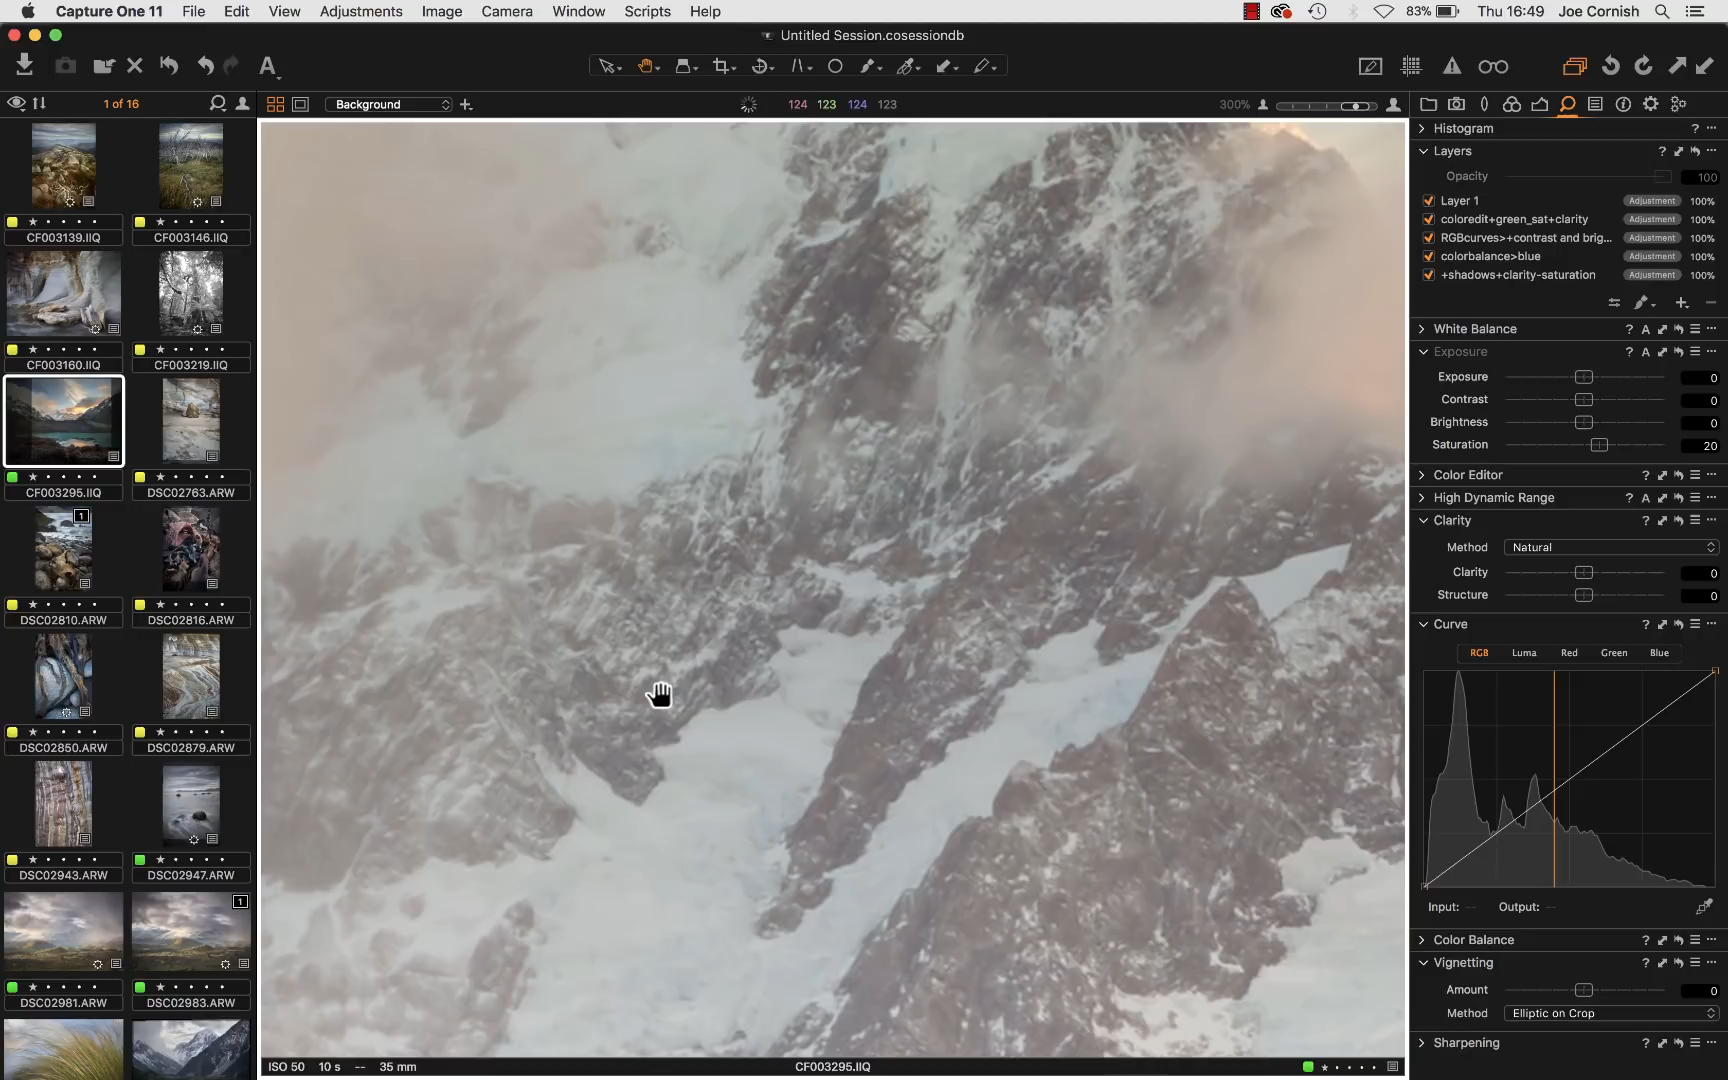 Capture One 11 File Edit View Adjustments Image Camera Window Scripts Help 83% Thu 16:49 Joe Cornish
Untitled Session.cosessiondb
A
1 of 16 Background 124 123 124 123 300%
CF003139.IIQ CF003146.IIQ
CF003160.IIQ CF003219.IIQ
CF003295.IIQ DSC02763.ARW
1
DSC02810.ARW DSC02816.ARW
DSC02850.ARW DSC02879.ARW
DSC02943.ARW DSC02947.ARW
1
DSC02981.ARW DSC02983.ARW
ISO 50 10 s -- 35 mm CF003295.IIQ
Histogram ? ...
Layers ? ...
Opacity 100
Layer 1 Adjustment 100%
coloredit+green_sat+clarity Adjustment 100%
RGBcurves>+contrast and brig... Adjustment 100%
colorbalance>blue Adjustment 100%
+shadows+clarity-saturation Adjustment 100%
White Balance ? A ...
Exposure ? A ...
Exposure 0
Contrast 0
Brightness 0
Saturation 20
Color Editor ? ...
High Dynamic Range ? A ...
Clarity ? ...
Method Natural
Clarity 0
Structure 0
Curve ? ...
RGB Luma Red Green Blue
Input: -- Output: --
Color Balance ? ...
Vignetting ? ...
Amount 0
Method Elliptic on Crop
Sharpening ? ...